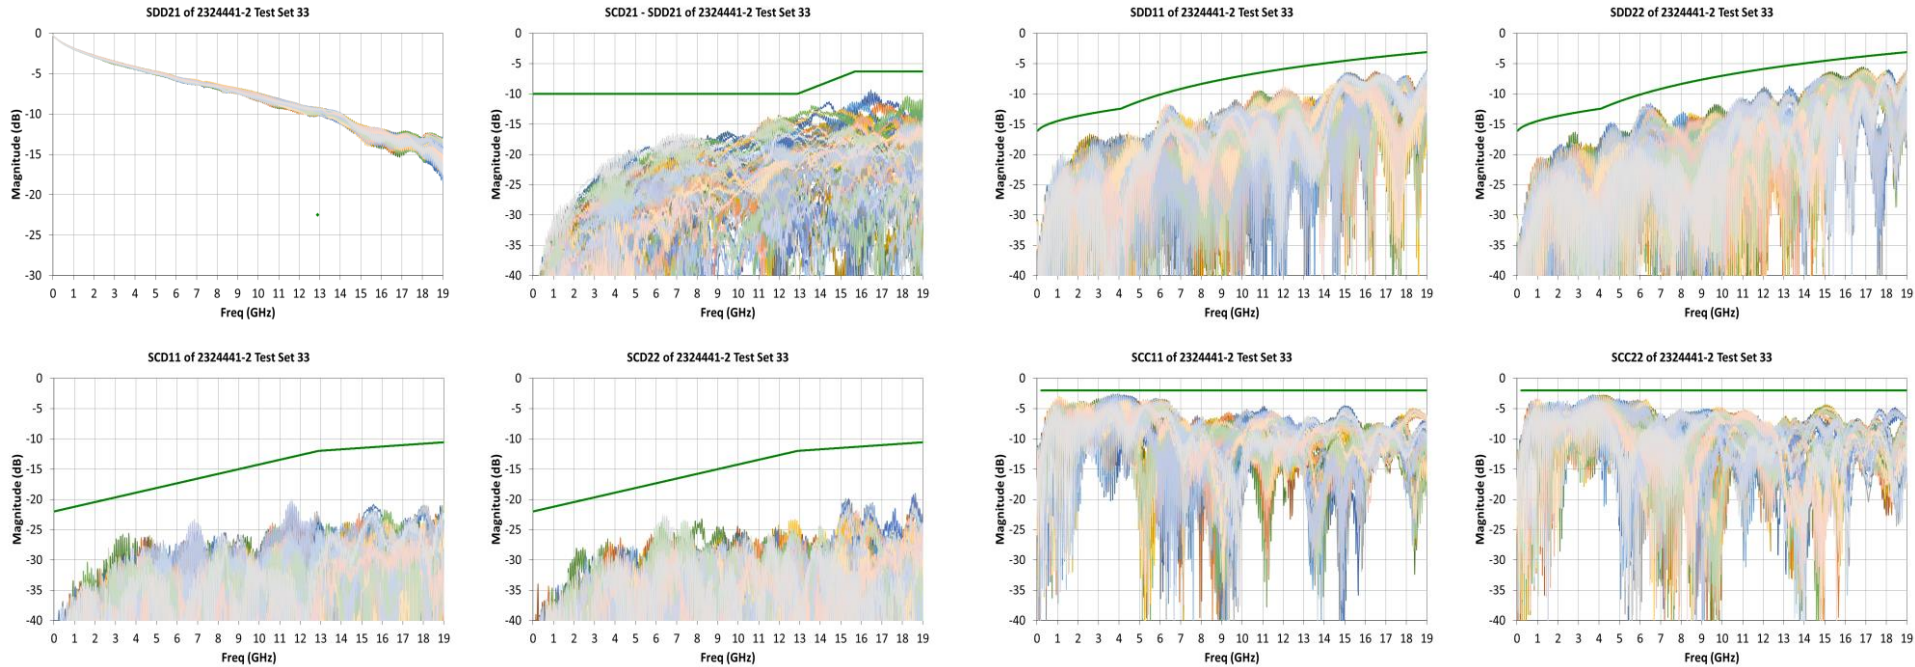 SDD21 of 2324441-2 Test Set 33
0
-5
-10
-15
-20
-25
-30
Magnitude (dB)
0 1 2 3 4 5 6 7 8 9 10 11 12 13 14 15 16 17 18 19
Freq (GHz)
SCD21 - SDD21 of 2324441-2 Test Set 33
0
-5
-10
-15
-20
-25
-30
-35
-40
Magnitude (dB)
0 1 2 3 4 5 6 7 8 9 10 11 12 13 14 15 16 17 18 19
Freq (GHz)
SDD11 of 2324441-2 Test Set 33
0
-5
-10
-15
-20
-25
-30
-35
-40
Magnitude (dB)
0 1 2 3 4 5 6 7 8 9 10 11 12 13 14 15 16 17 18 19
Freq (GHz)
SDD22 of 2324441-2 Test Set 33
0
-5
-10
-15
-20
-25
-30
-35
-40
Magnitude (dB)
0 1 2 3 4 5 6 7 8 9 10 11 12 13 14 15 16 17 18 19
Freq (GHz)
SCD11 of 2324441-2 Test Set 33
0
-5
-10
-15
-20
-25
-30
-35
-40
Magnitude (dB)
0 1 2 3 4 5 6 7 8 9 10 11 12 13 14 15 16 17 18 19
Freq (GHz)
SCD22 of 2324441-2 Test Set 33
0
-5
-10
-15
-20
-25
-30
-35
-40
Magnitude (dB)
0 1 2 3 4 5 6 7 8 9 10 11 12 13 14 15 16 17 18 19
Freq (GHz)
SCC11 of 2324441-2 Test Set 33
0
-5
-10
-15
-20
-25
-30
-35
-40
Magnitude (dB)
0 1 2 3 4 5 6 7 8 9 10 11 12 13 14 15 16 17 18 19
Freq (GHz)
SCC22 of 2324441-2 Test Set 33
0
-5
-10
-15
-20
-25
-30
-35
-40
Magnitude (dB)
0 1 2 3 4 5 6 7 8 9 10 11 12 13 14 15 16 17 18 19
Freq (GHz)